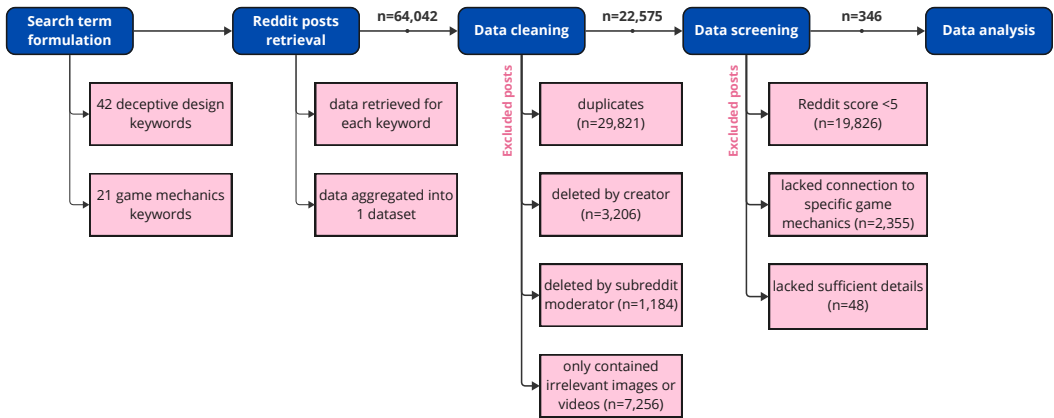 Search term
formulation
Reddit posts
retrieval
n=64,042
Data cleaning
n=22,575
Data screening
n=346
Data analysis
42 deceptive design
keywords
21 game mechanics
keywords
data retrieved for
each keyword
data aggregated into
1 dataset
Excluded posts
duplicates
(n=29,821)
deleted by creator
(n=3,206)
deleted by subreddit
moderator (n=1,184)
only contained
irrelevant images or
videos (n=7,256)
Excluded posts
Reddit score <5
(n=19,826)
lacked connection to
specific game
mechanics (n=2,355)
lacked sufficient details
(n=48)